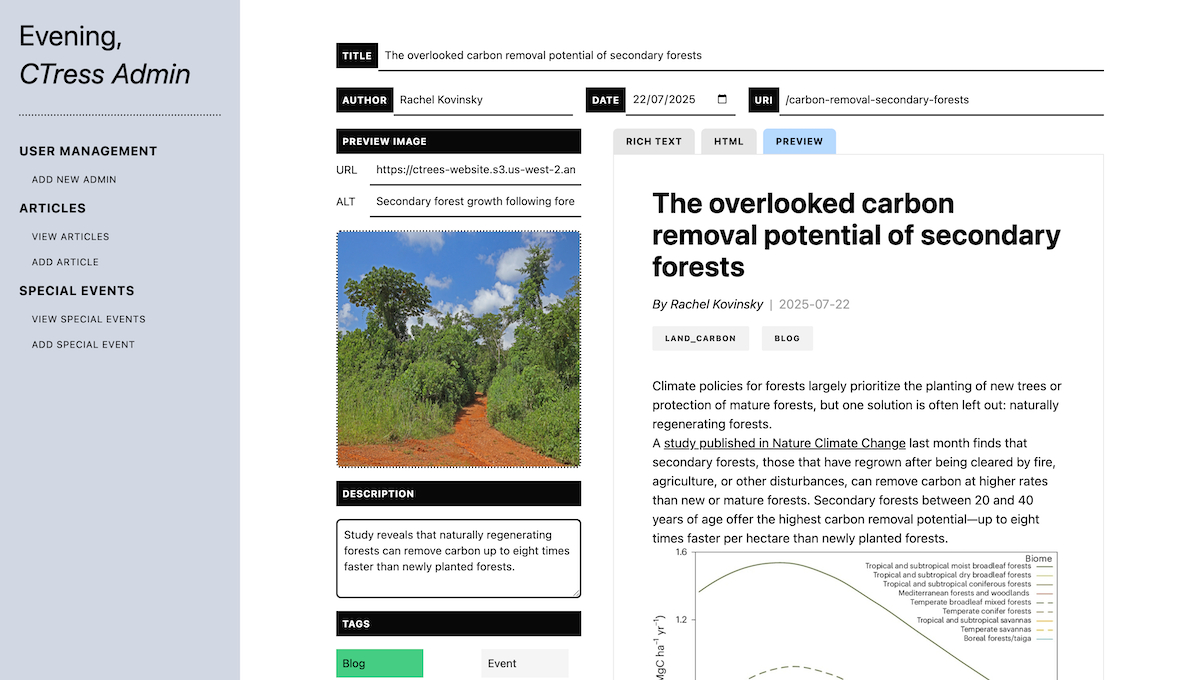 Evening,
CTress Admin
USER MANAGEMENT
ADD NEW ADMIN
ARTICLES
VIEW ARTICLES
ADD ARTICLE
SPECIAL EVENTS
VIEW SPECIAL EVENTS
ADD SPECIAL EVENT
TITLE The overlooked carbon removal potential of secondary forests
AUTHOR Rachel Kovinsky DATE 22/07/2025 URI /carbon-removal-secondary-forests
PREVIEW IMAGE
URL https://ctrees-website.s3.us-west-2.an
ALT Secondary forest growth following fore
DESCRIPTION
Study reveals that naturally regenerating
forests can remove carbon up to eight times
faster than newly planted forests.
TAGS
Blog Event
RICH TEXT HTML PREVIEW
The overlooked carbon
removal potential of secondary
forests
By Rachel Kovinsky | 2025-07-22
LAND_CARBON BLOG
Climate policies for forests largely prioritize the planting of new trees or
protection of mature forests, but one solution is often left out: naturally
regenerating forests.
A study published in Nature Climate Change last month finds that
secondary forests, those that have regrown after being cleared by fire,
agriculture, or other disturbances, can remove carbon at higher rates
than new or mature forests. Secondary forests between 20 and 40
years of age offer the highest carbon removal potential—up to eight
times faster per hectare than newly planted forests.
1.6
1.2
MgC ha⁻¹ yr⁻¹)
Biome
Tropical and subtropical moist broadleaf forests
Tropical and subtropical dry broadleaf forests
Tropical and subtropical coniferous forests
Mediterranean forests and woodlands
Temperate broadleaf mixed forests
Temperate conifer forests
Tropical and subtropical savannas
Temperate savannas
Boreal forests/taiga